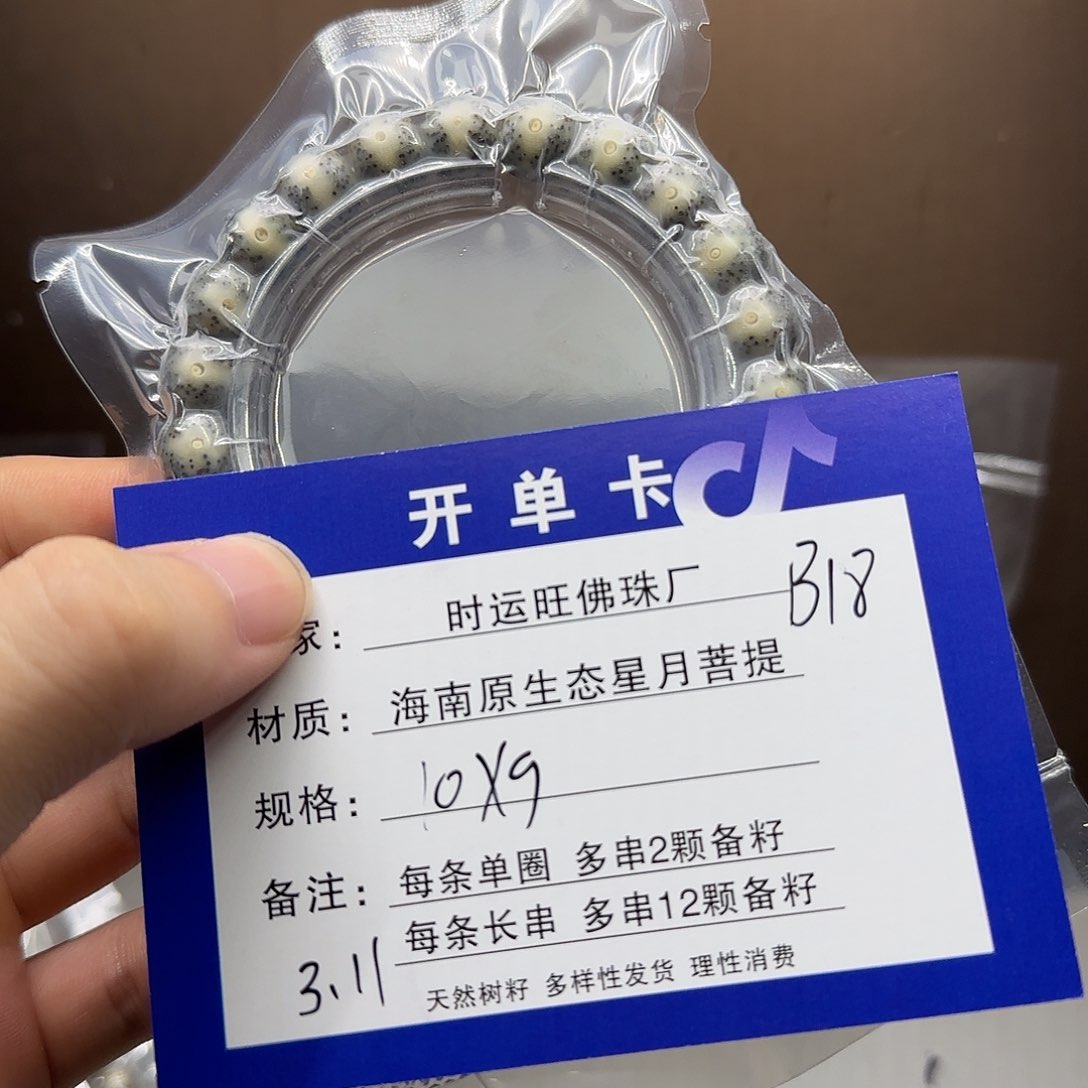 开单卡
家： 时运旺佛珠厂 B18
材质： 海南原生态星月菩提
规格： 10X9
备注： 每条单圈 多串2颗备籽
每条长串 多串12颗备籽
3.11 天然树籽 多样性发货 理性消费